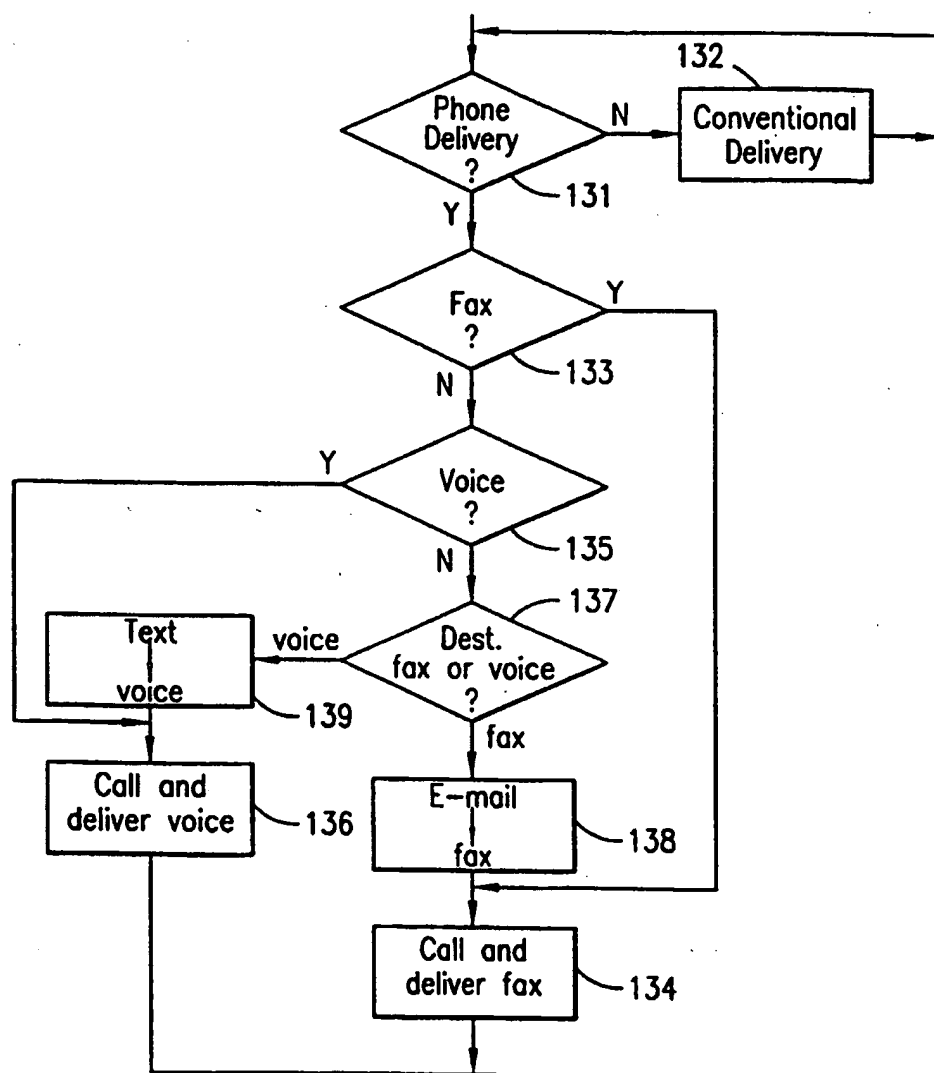 132
Phone
Delivery
?
N
Conventional
Delivery
131
Y
Fax
?
Y
133
N
Y
Voice
?
135
N
137
Text
voice
voice
Dest.
fax or voice
?
139
fax
Call and
deliver voice
136
E-mail
fax
138
Call and
deliver fax
134